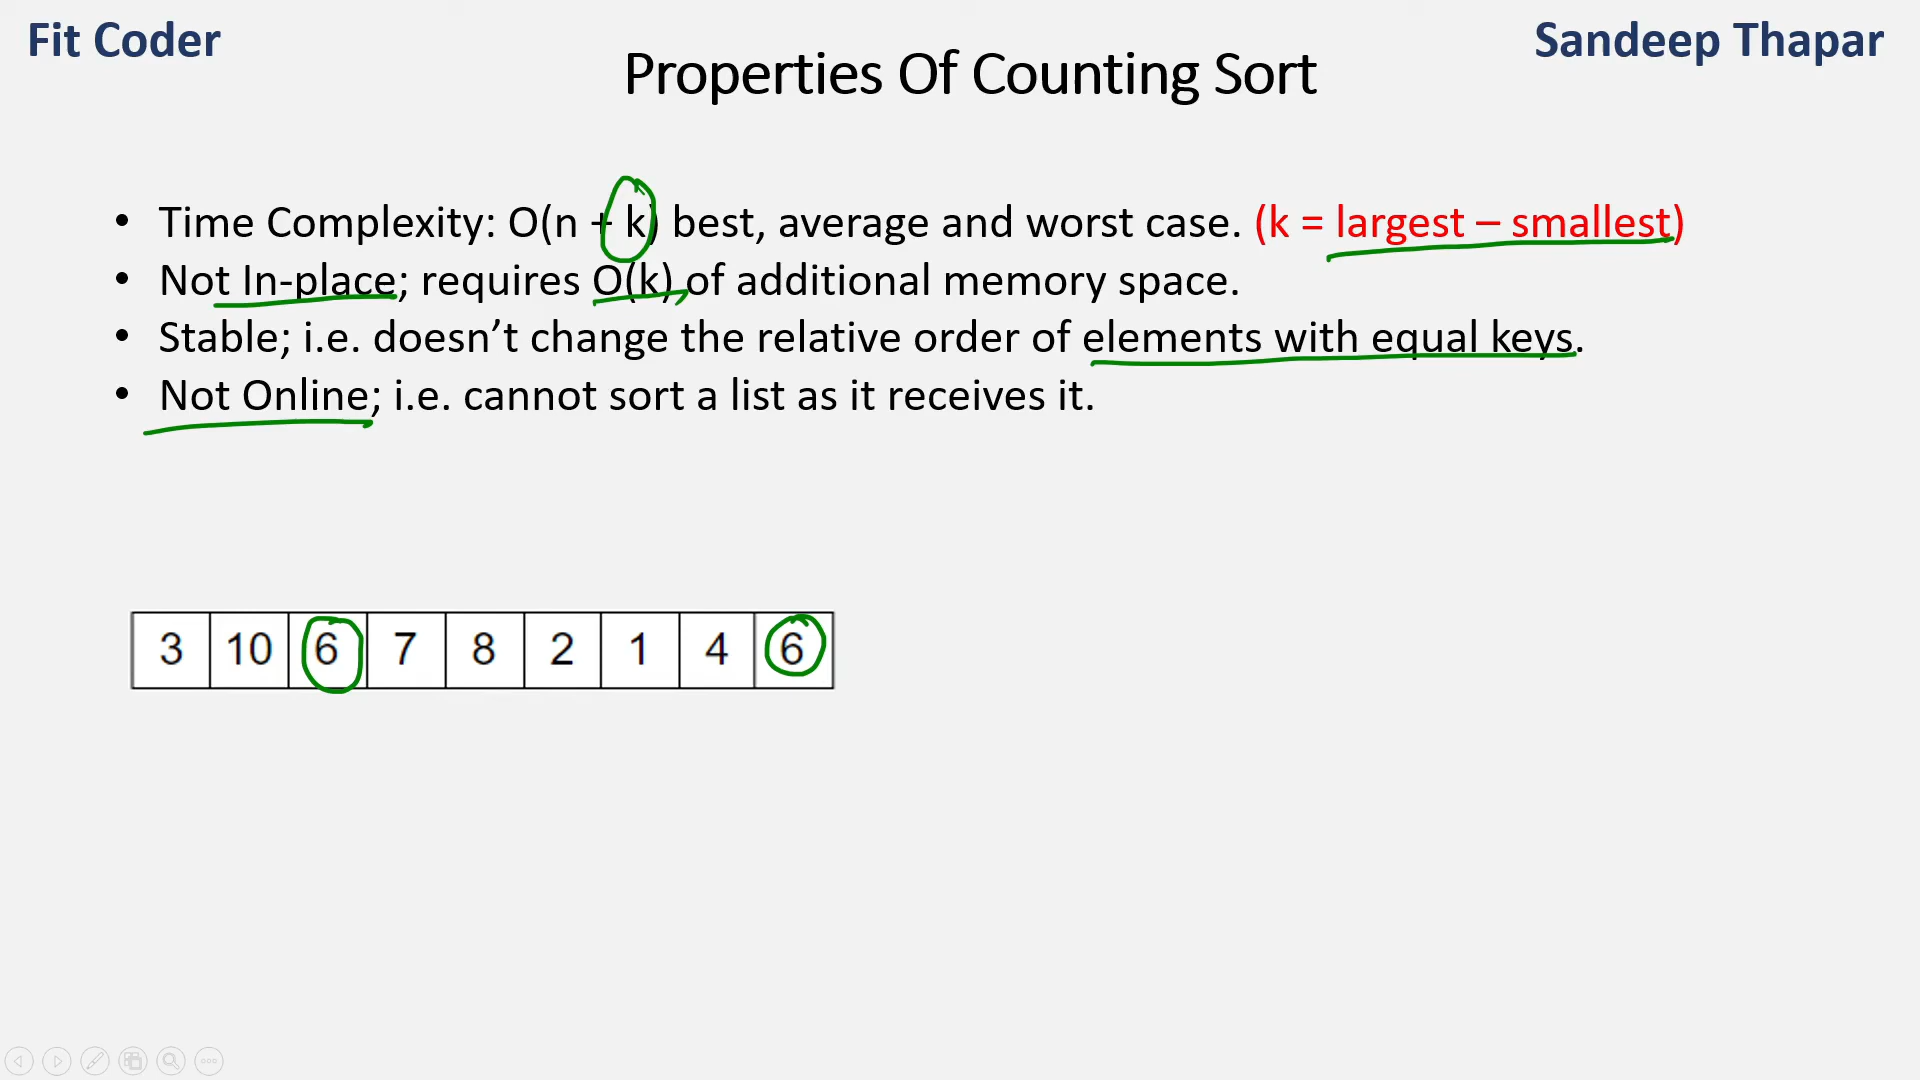 Fit Coder
Sandeep Thapar
Properties Of Counting Sort
• Time Complexity: O(n + k) best, average and worst case. (k = largest – smallest)
• Not In-place; requires O(k) of additional memory space.
• Stable; i.e. doesn’t change the relative order of elements with equal keys.
• Not Online; i.e. cannot sort a list as it receives it.
3 10 6 7 8 2 1 4 6